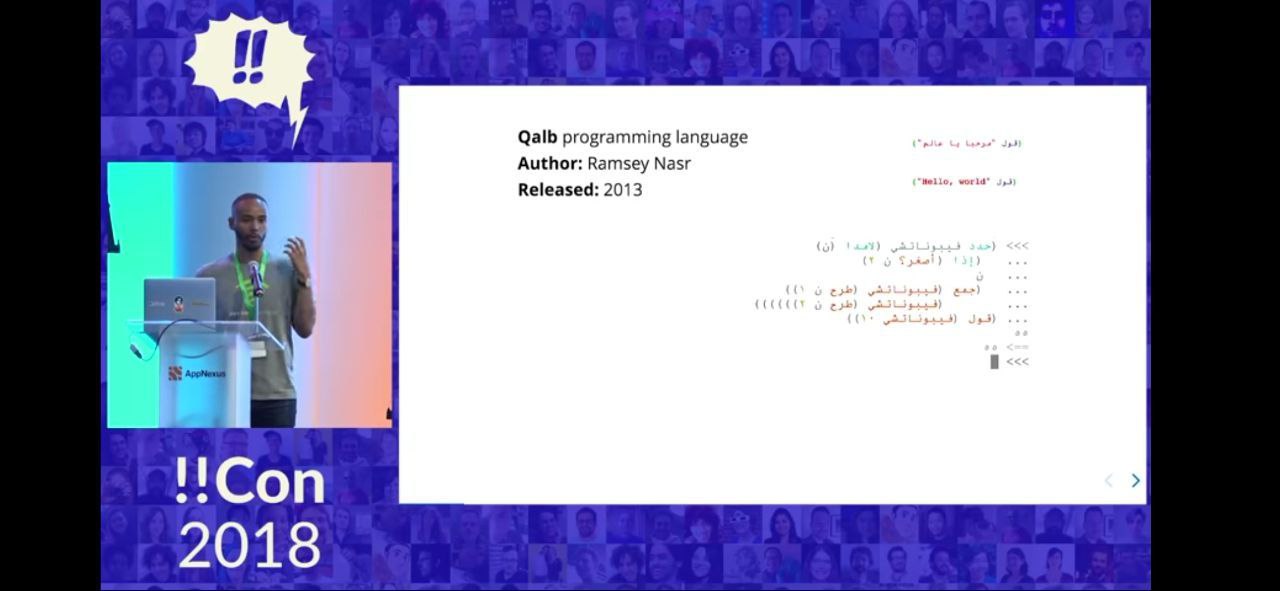 !!
Qalb programming language
Author: Ramsey Nasr
Released: 2013
(قول "مرحبا يا عالم")
(قول "Hello, world")
>>> (حدد فيبوناتشي (لامدا (ن)
... (إذا (أصغر؟ ن ٢)
... ن
... (جمع (فيبوناتشي (طرح ن ١))
... (فيبوناتشي (طرح ن ٢))))))
... (قول (فيبوناتشي ١٠))
٥٥
==> ٥٥
>>>
AppNexus
!!Con
2018